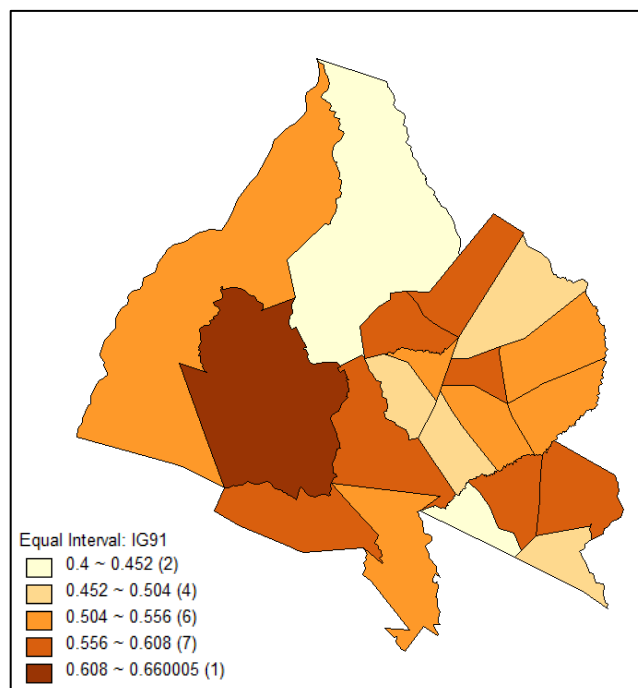 Equal Interval: IG91
0.4 ~ 0.452 (2)
0.452 ~ 0.504 (4)
0.504 ~ 0.556 (6)
0.556 ~ 0.608 (7)
0.608 ~ 0.660005 (1)